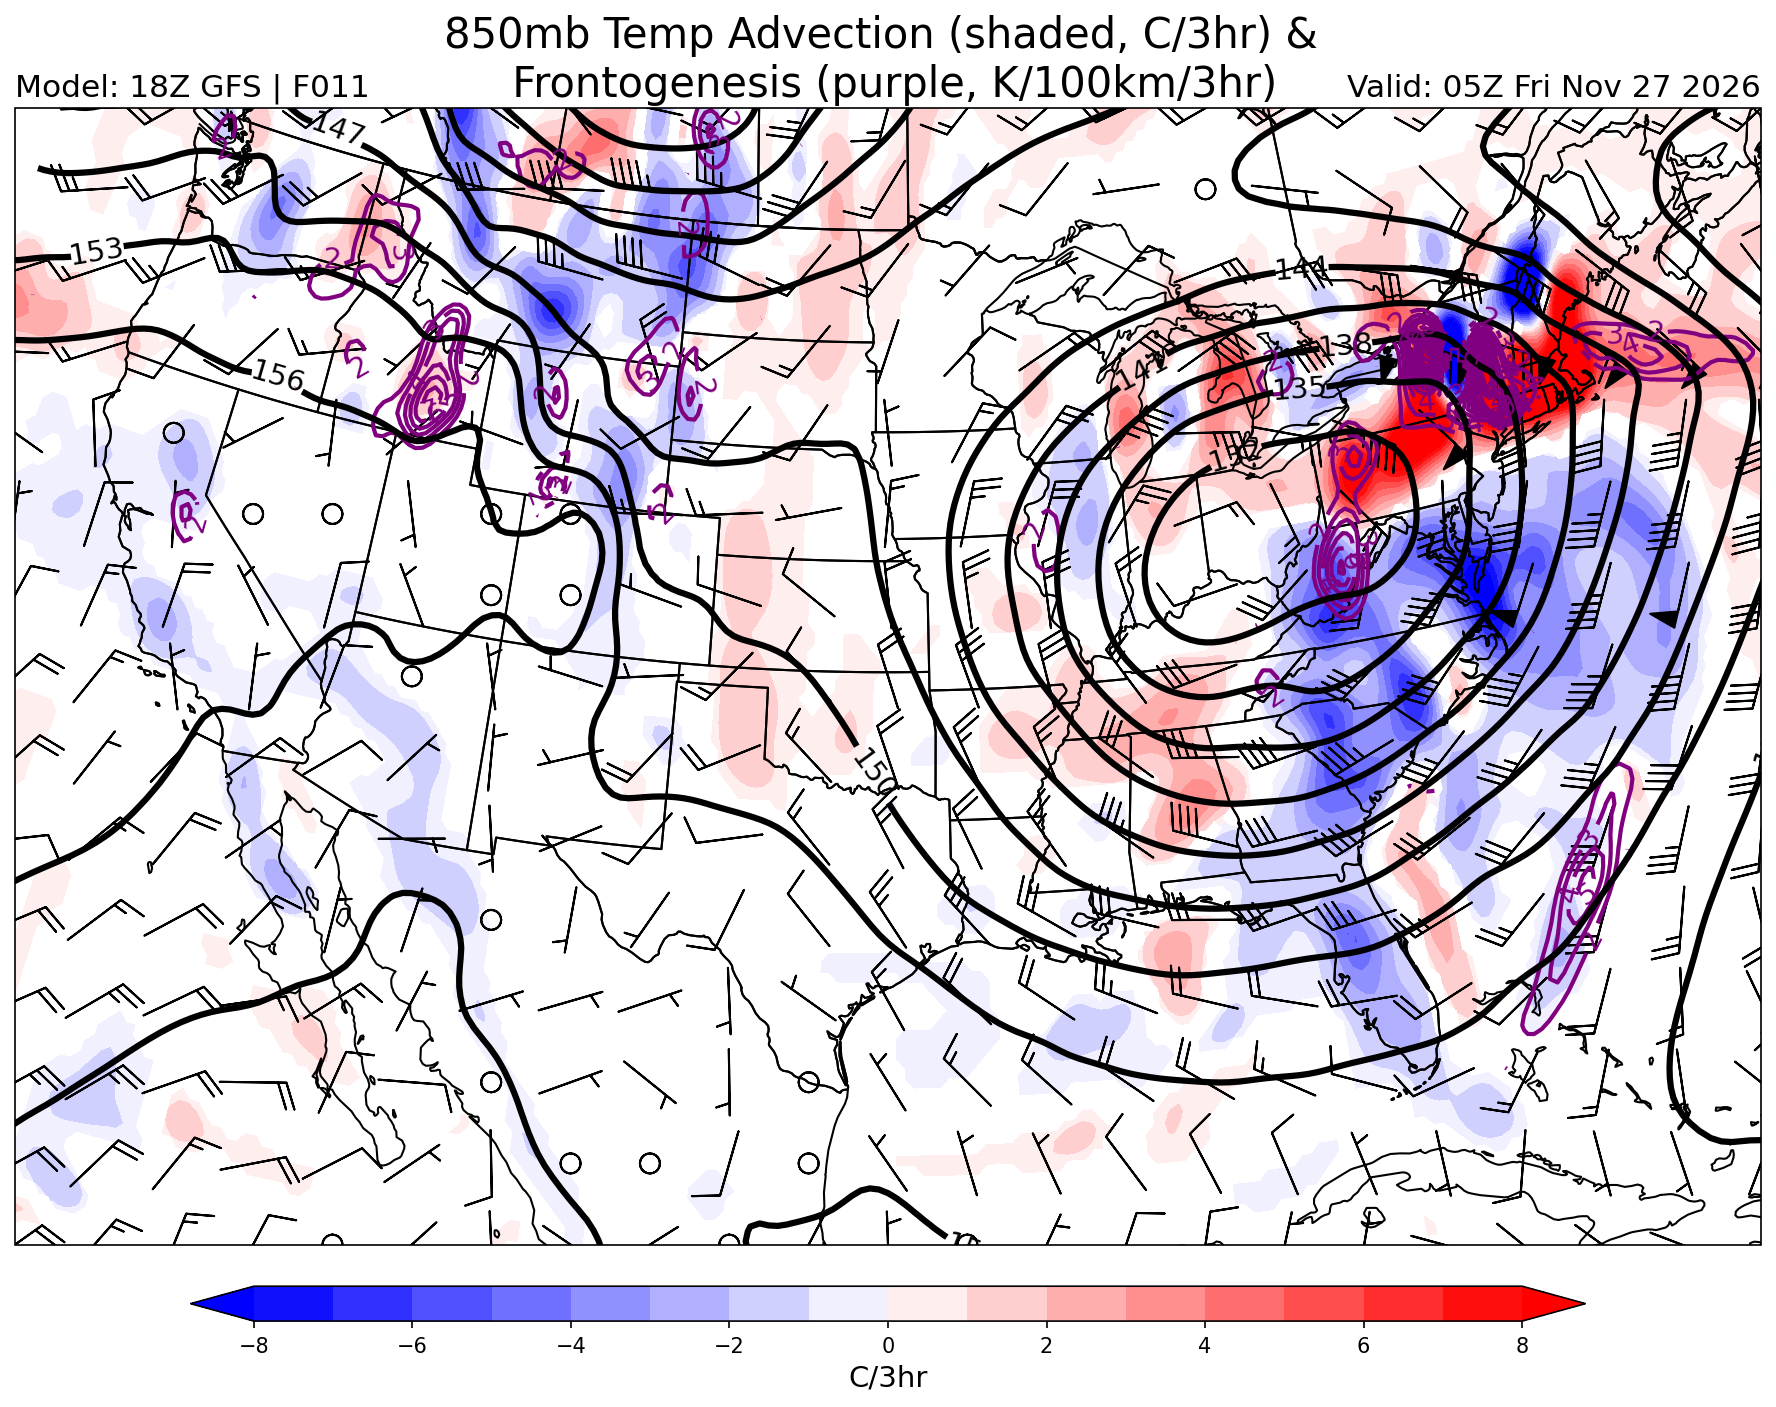 850mb Temp Advection (shaded, C/3hr) &
Frontogenesis (purple, K/100km/3hr)
Model: 18Z GFS | F011
Valid: 05Z Fri Nov 27 2026
147
153
156
150
144
141
138
135
132
−8 −6 −4 −2 0 2 4 6 8
C/3hr